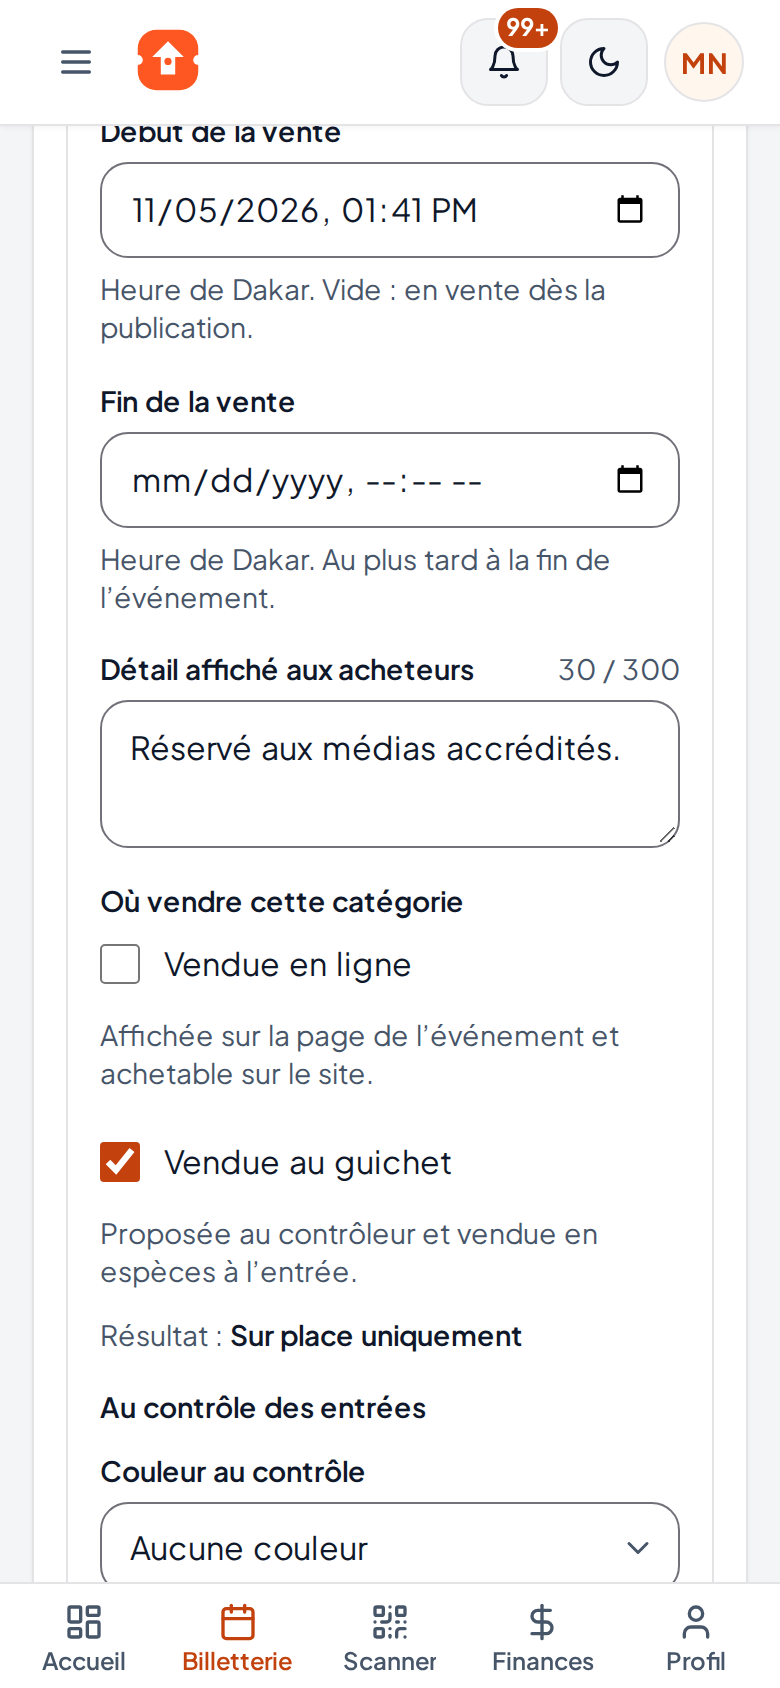 99+
MN
Début de la vente
11/05/2026, 01:41 PM
Heure de Dakar. Vide : en vente dès la
publication.
Fin de la vente
mm/dd/yyyy, --:-- --
Heure de Dakar. Au plus tard à la fin de
l’événement.
Détail affiché aux acheteurs 30 / 300
Réservé aux médias accrédités.
Où vendre cette catégorie
Vendue en ligne
Affichée sur la page de l’événement et
achetable sur le site.
Vendue au guichet
Proposée au contrôleur et vendue en
espèces à l’entrée.
Résultat : Sur place uniquement
Au contrôle des entrées
Couleur au contrôle
Aucune couleur
Accueil Billetterie Scanner Finances Profil